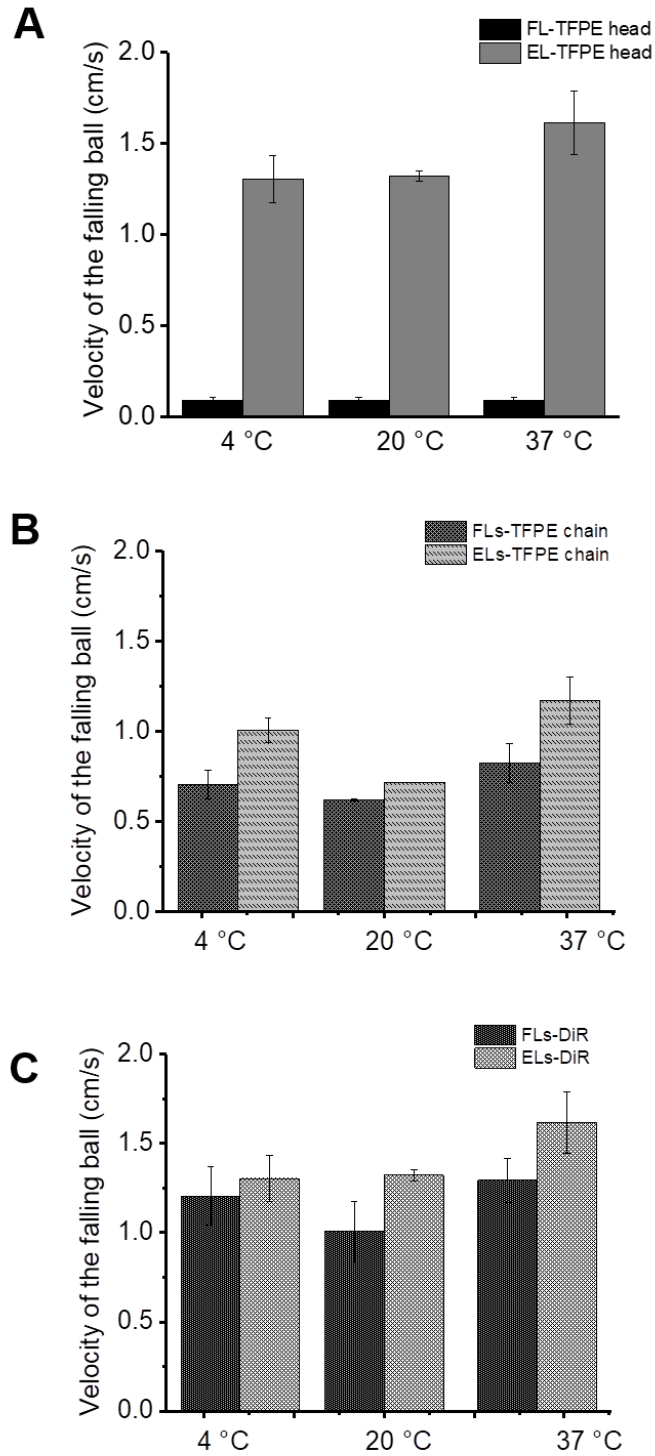 A
FL-TFPE head
EL-TFPE head
Velocity of the falling ball (cm/s)
2.0
1.5
1.0
0.5
0.0
4 °C 20 °C 37 °C
B
FLs-TFPE chain
ELs-TFPE chain
Velocity of the falling ball (cm/s)
2.0
1.5
1.0
0.5
0.0
4 °C 20 °C 37 °C
C
FLs-DiR
ELs-DiR
Velocity of the falling ball (cm/s)
2.0
1.5
1.0
0.5
0.0
4 °C 20 °C 37 °C